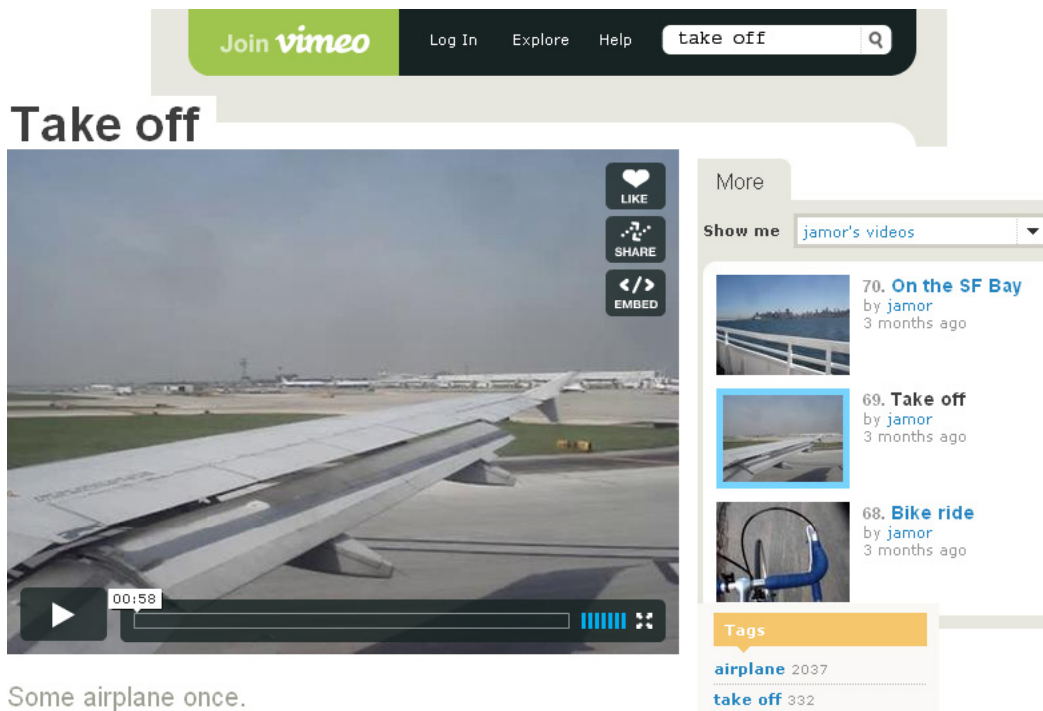 Join vimeo
Log In Explore Help take off
Take off
LIKE
SHARE
</>
EMBED
00:58
Some airplane once.
More
Show me jamor's videos
70. On the SF Bay
by jamor
3 months ago
69. Take off
by jamor
3 months ago
68. Bike ride
by jamor
3 months ago
Tags
airplane 2037
take off 332